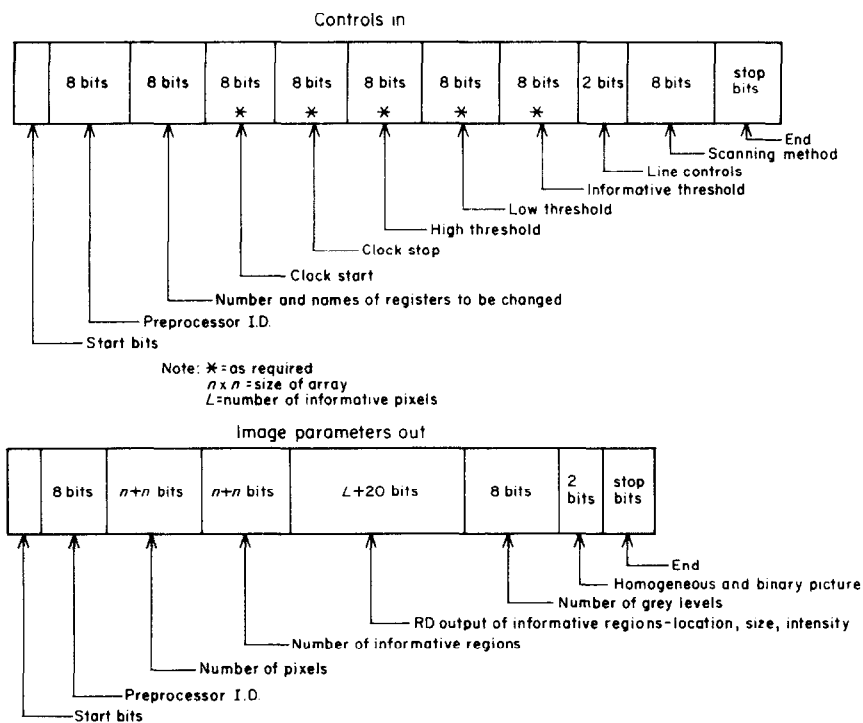 Controls in
8 bits 8 bits 8 bits 8 bits 8 bits 8 bits 8 bits 2 bits 8 bits stop bits
* * * * *
End
Scanning method
Line controls
Informative threshold
Low threshold
High threshold
Clock stop
Clock start
Number and names of registers to be changed
Preprocessor I.D.
Start bits
Note: * = as required
n x n = size of array
L = number of informative pixels
Image parameters out
8 bits n+n bits n+n bits L+20 bits 8 bits 2 bits stop bits
End
Homogeneous and binary picture
Number of grey levels
RD output of informative regions-location, size, intensity
Number of informative regions
Number of pixels
Preprocessor I.D.
Start bits